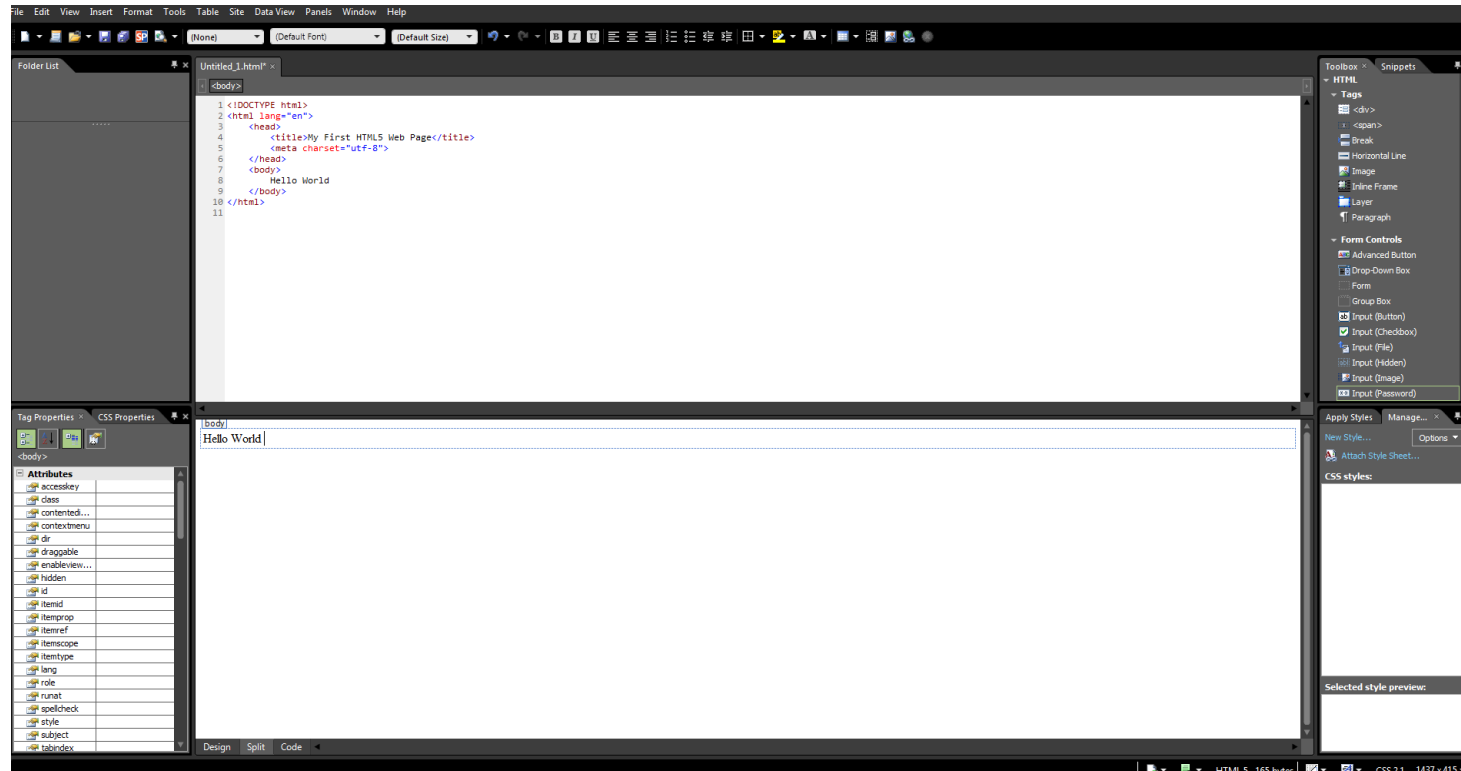 File Edit View Insert Format Tools Table Site Data View Panels Window Help
(None) (Default Font) (Default Size) B I U A
Folder List
Untitled_1.html* ×
<body>
1 <!DOCTYPE html>
2 <html lang="en">
3 <head>
4 <title>My First HTML5 Web Page</title>
5 <meta charset="utf-8">
6 </head>
7 <body>
8 Hello World
9 </body>
10 </html>
11
Toolbox × Snippets
HTML
Tags
<div>
<span>
Break
Horizontal Line
Image
Inline Frame
Layer
Paragraph
Form Controls
Advanced Button
Drop-Down Box
Form
Group Box
Input (Button)
Input (Checkbox)
Input (File)
Input (Hidden)
Input (Image)
Input (Password)
Tag Properties × CSS Properties
<body>
Attributes
accesskey
class
contentedi...
contextmenu
dir
draggable
enableview...
hidden
id
itemid
itemprop
itemref
itemscope
itemtype
lang
role
runat
spellcheck
style
subject
tabindex
body
Hello World
Design Split Code
Apply Styles Manage... ×
New Style... Options
Attach Style Sheet...
CSS styles:
Selected style preview:
HTML 5 165 bytes CSS 2.1 1437 x 415